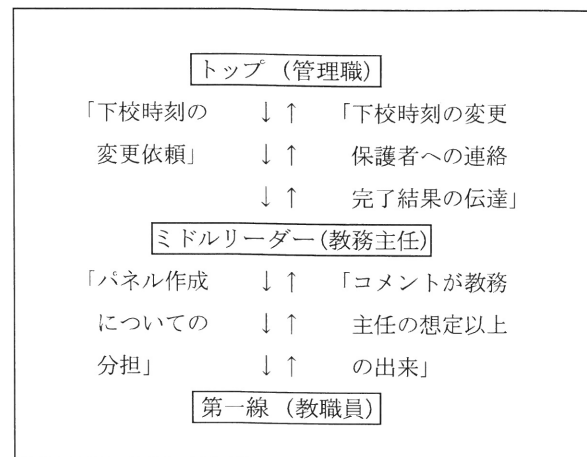 トップ（管理職）
「下校時刻の ↓ ↑ 「下校時刻の変更
変更依頼」 ↓ ↑ 保護者への連絡
↓ ↑ 完了結果の伝達」
ミドルリーダー(教務主任)
「パネル作成 ↓ ↑ 「コメントが教務
についての ↓ ↑ 主任の想定以上
分担」 ↓ ↑ の出来」
第一線（教職員）